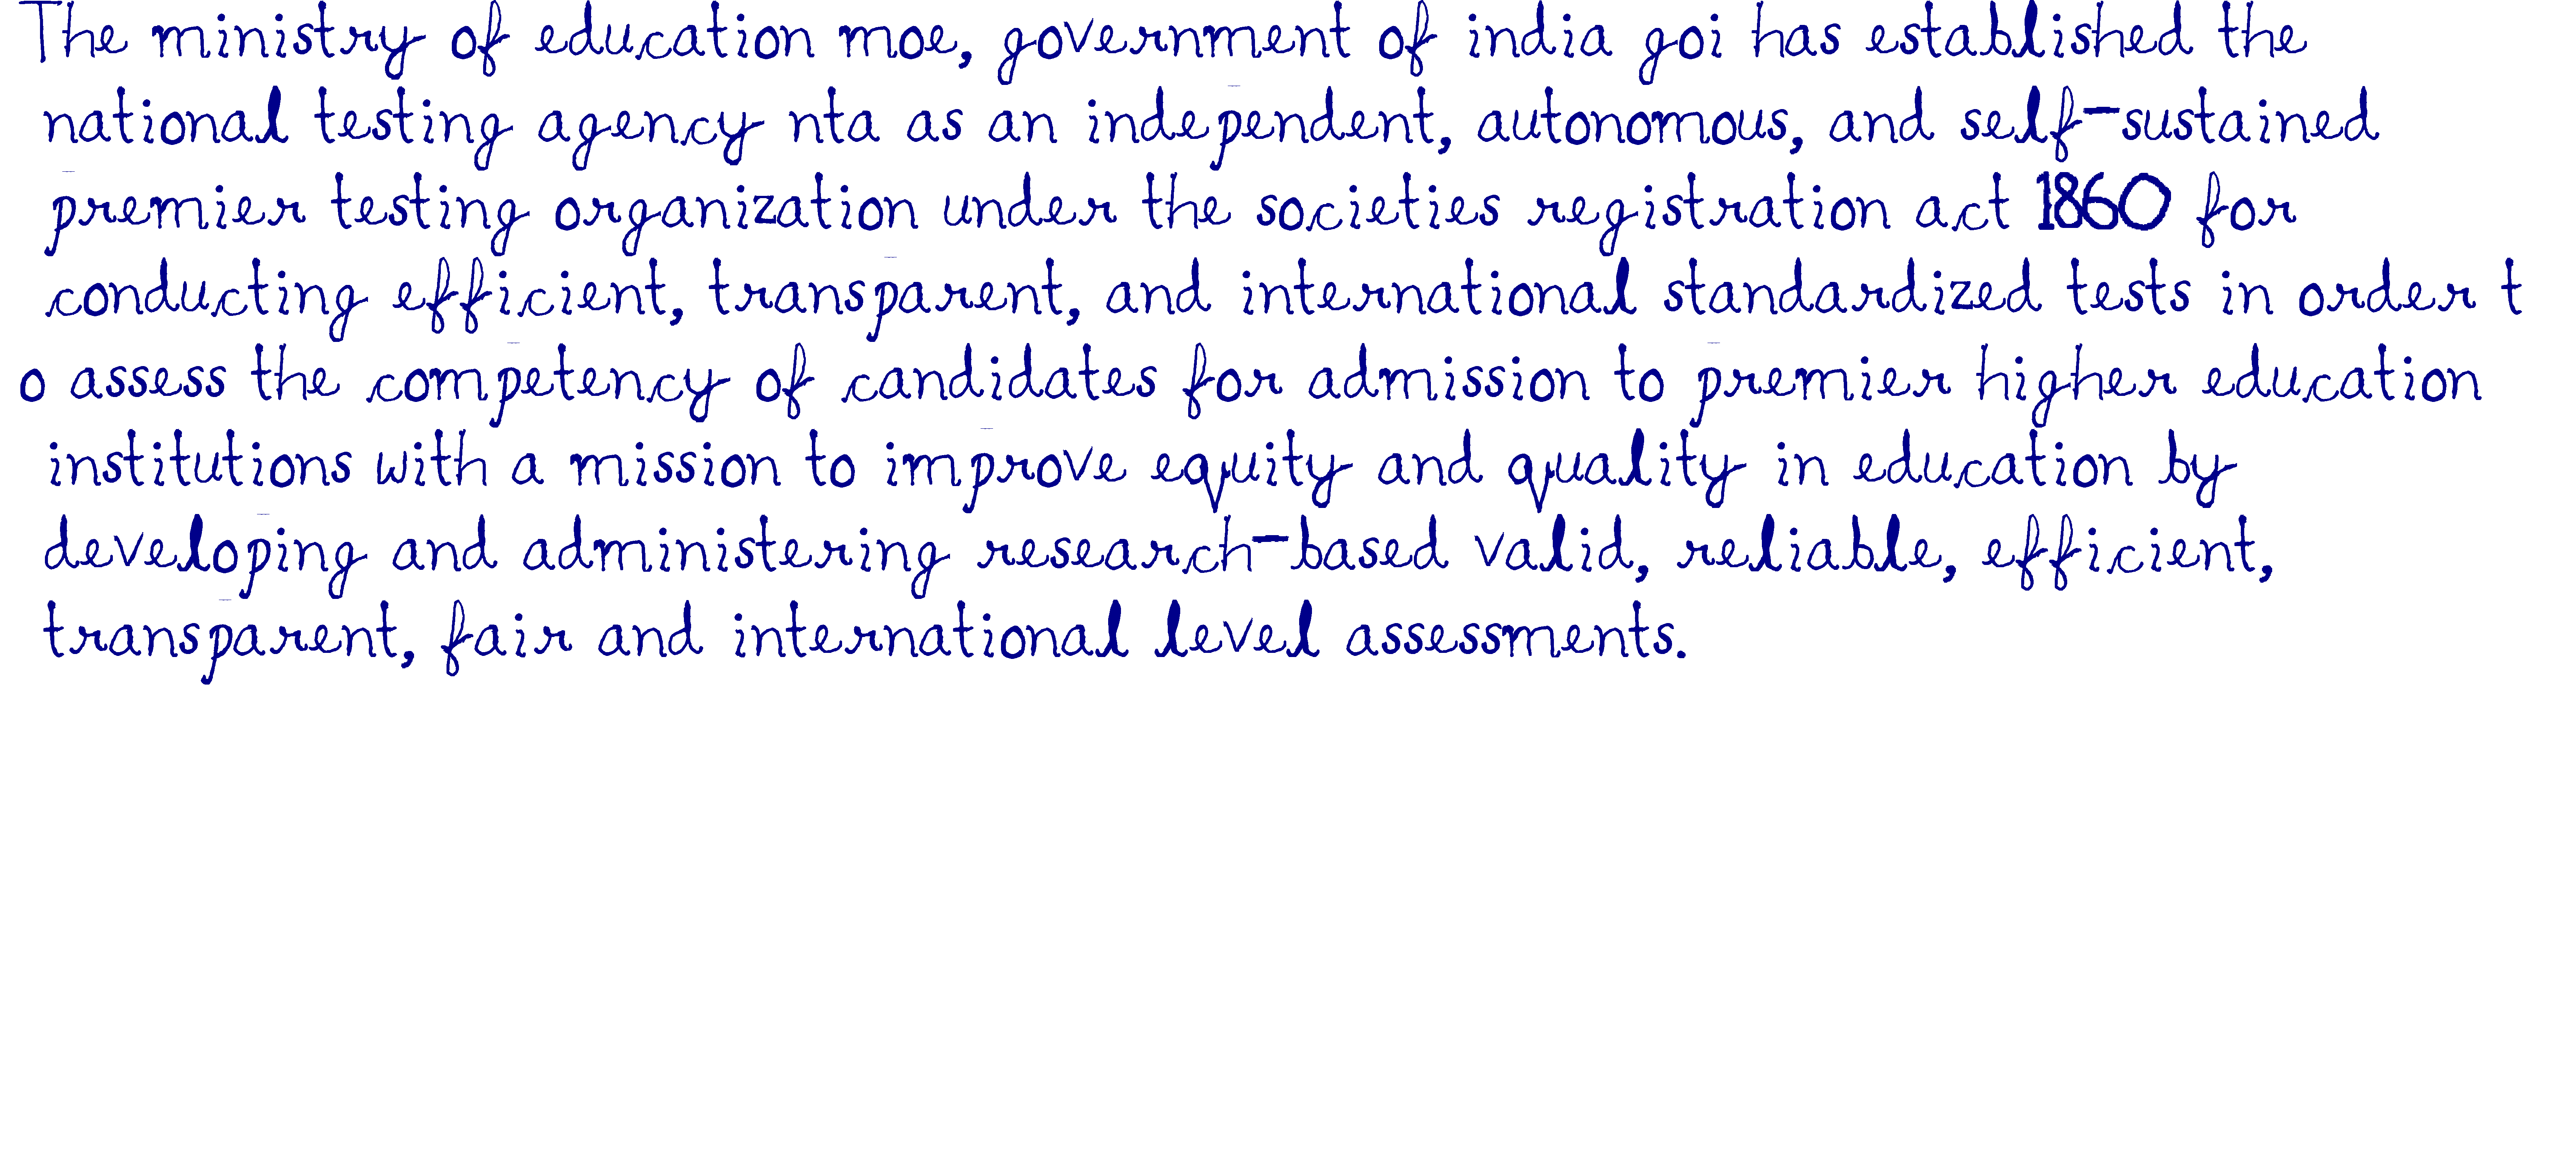 The ministry of education moe, government of india goi has established the
national testing agency nta as an independent, autonomous, and self-sustained
premier testing organization under the societies registration act 1860 for
conducting efficient, transparent, and international standardized tests in order t
o assess the competency of candidates for admission to premier higher education
institutions with a mission to improve equity and quality in education by
developing and administering research-based valid, reliable, efficient,
transparent, fair and international level assessments.